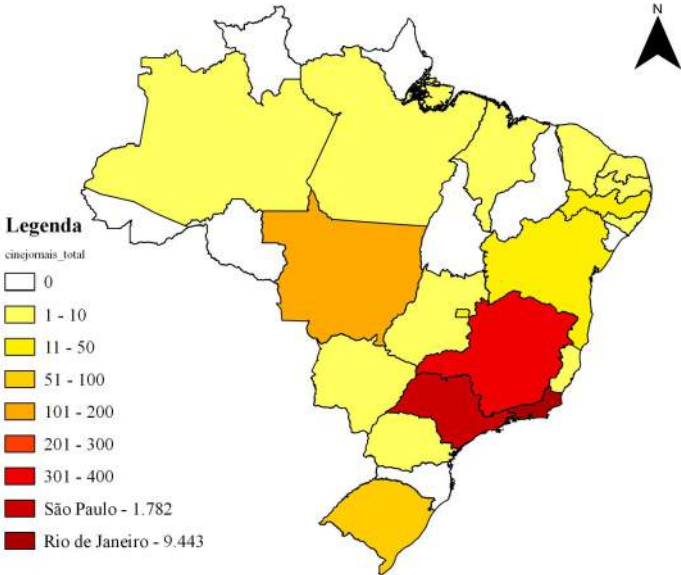 N
Legenda
cinejornais_total
0
1 - 10
11 - 50
51 - 100
101 - 200
201 - 300
301 - 400
São Paulo - 1.782
Rio de Janeiro - 9.443